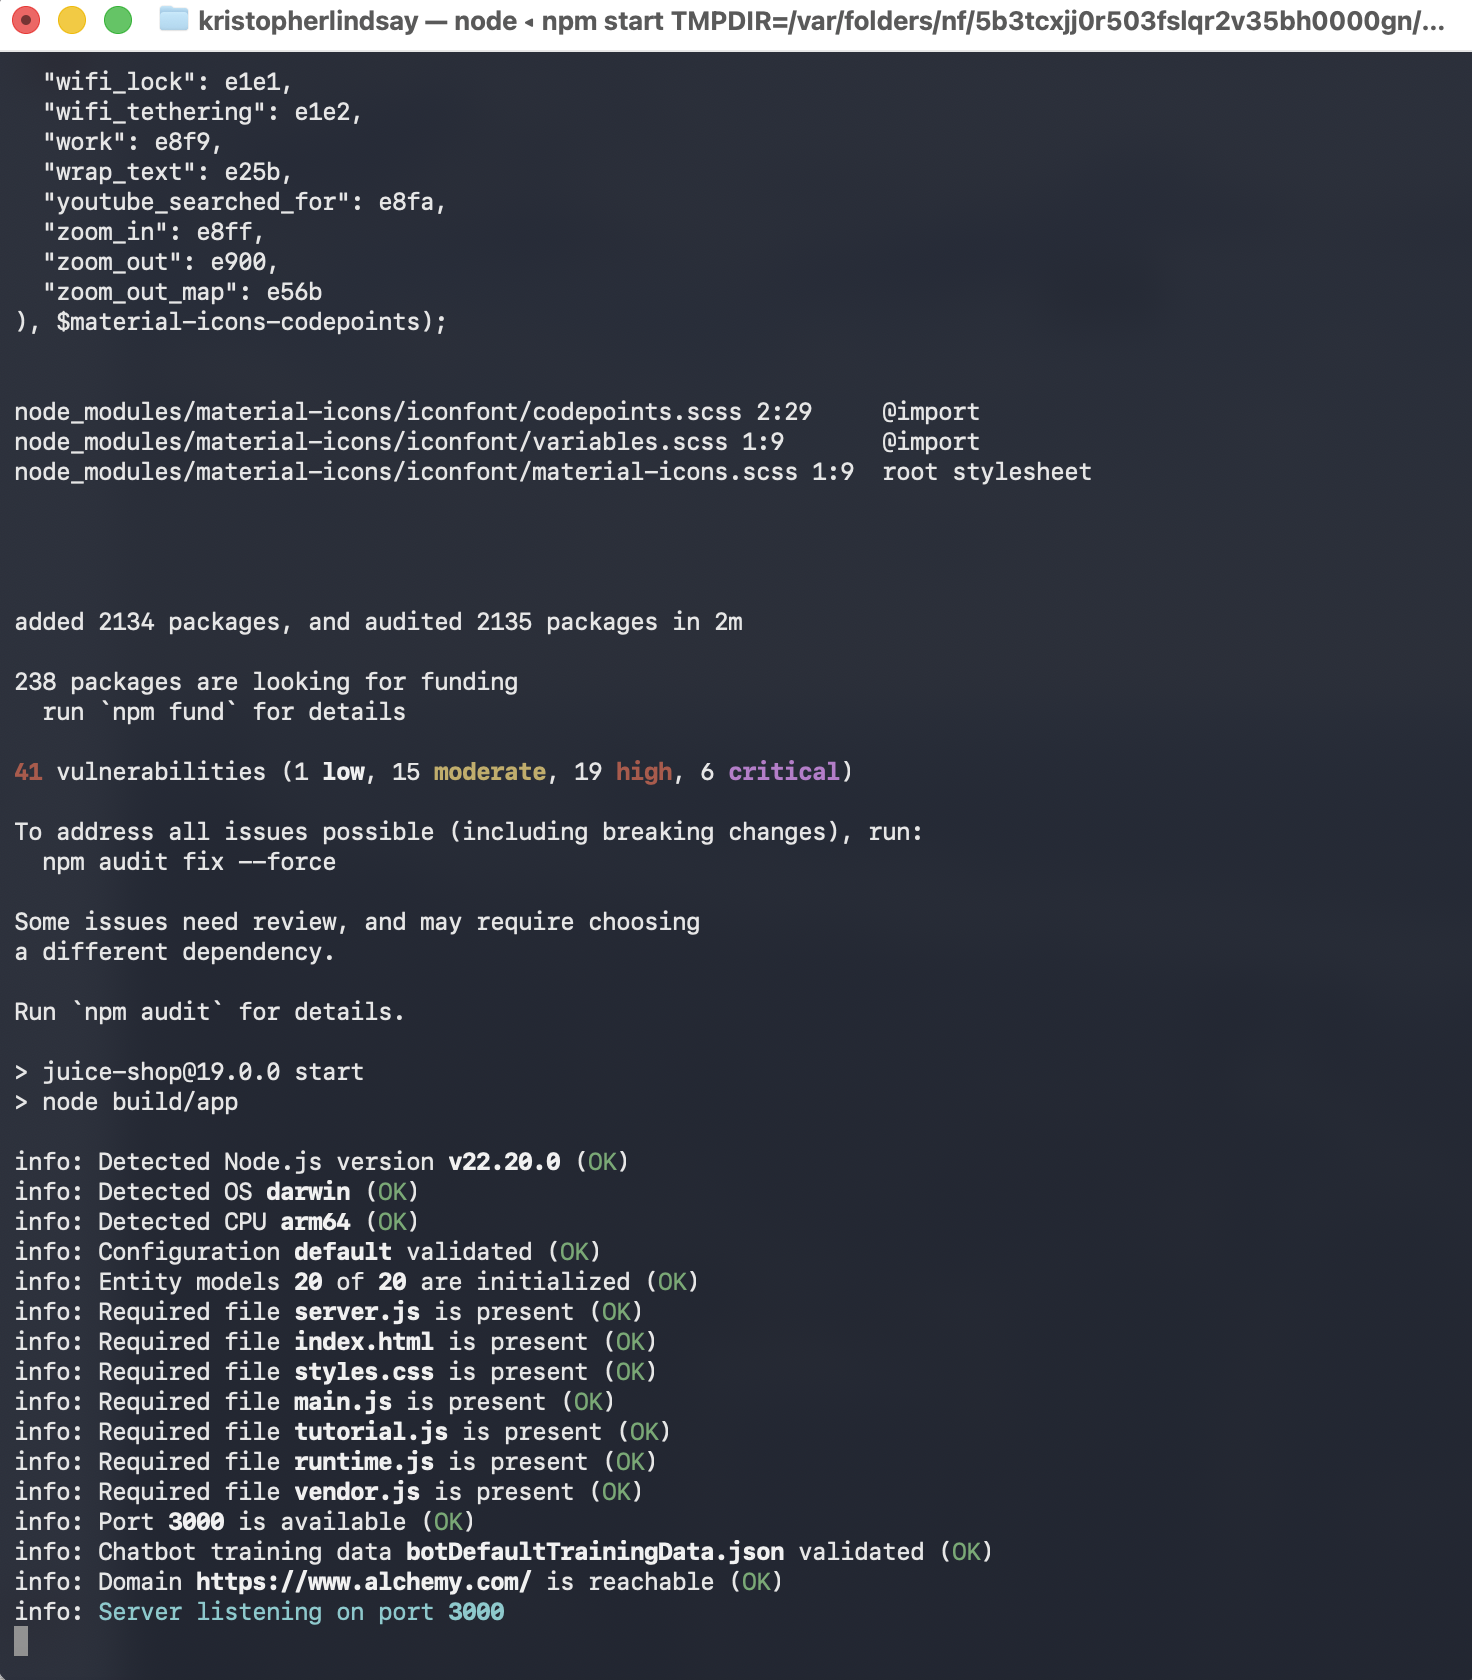 kristopherlindsay — node ◂ npm start TMPDIR=/var/folders/nf/5b3tcxjj0r503fslqr2v35bh0000gn/...
"wifi_lock": e1e1,
"wifi_tethering": e1e2,
"work": e8f9,
"wrap_text": e25b,
"youtube_searched_for": e8fa,
"zoom_in": e8ff,
"zoom_out": e900,
"zoom_out_map": e56b
), $material-icons-codepoints);
node_modules/material-icons/iconfont/codepoints.scss 2:29     @import
node_modules/material-icons/iconfont/variables.scss 1:9       @import
node_modules/material-icons/iconfont/material-icons.scss 1:9  root stylesheet
added 2134 packages, and audited 2135 packages in 2m
238 packages are looking for funding
run `npm fund` for details
41 vulnerabilities (1 low, 15 moderate, 19 high, 6 critical)
To address all issues possible (including breaking changes), run:
npm audit fix --force
Some issues need review, and may require choosing
a different dependency.
Run `npm audit` for details.
> juice-shop@19.0.0 start
> node build/app
info: Detected Node.js version v22.20.0 (OK)
info: Detected OS darwin (OK)
info: Detected CPU arm64 (OK)
info: Configuration default validated (OK)
info: Entity models 20 of 20 are initialized (OK)
info: Required file server.js is present (OK)
info: Required file index.html is present (OK)
info: Required file styles.css is present (OK)
info: Required file main.js is present (OK)
info: Required file tutorial.js is present (OK)
info: Required file runtime.js is present (OK)
info: Required file vendor.js is present (OK)
info: Port 3000 is available (OK)
info: Chatbot training data botDefaultTrainingData.json validated (OK)
info: Domain https://www.alchemy.com/ is reachable (OK)
info: Server listening on port 3000